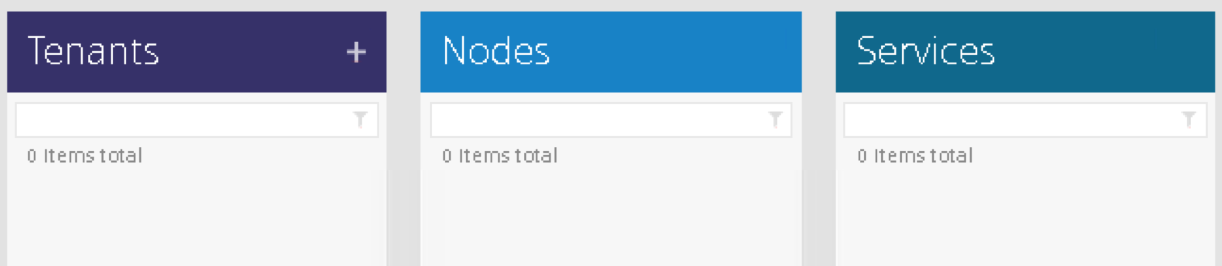 Tenants +
Nodes
Services
0 Items total
0 Items total
0 Items total